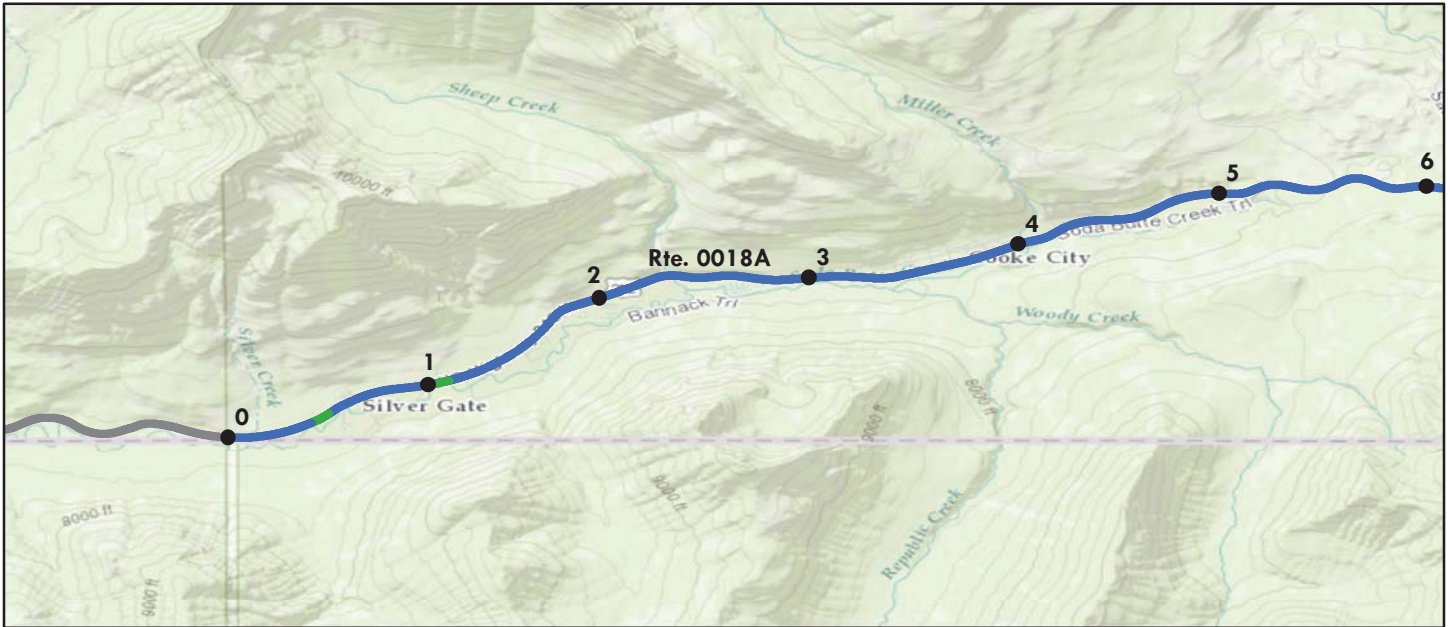 Sheep Creek
Miller Creek
10000 ft
6
5
Soda Butte Creek Trl
4
Cooke City
Rte. 0018A
3
2
Bannack Trl
Woody Creek
Silver Creek
1
8000 ft
Silver Gate
9000 ft
0
9000 ft
8000 ft
Republic Creek
9000 ft